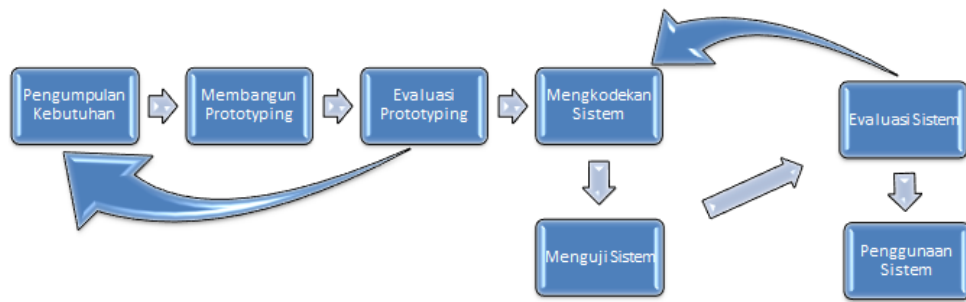 Pengumpulan
Kebutuhan
Membangun
Prototyping
Evaluasi
Prototyping
Mengkodekan
Sistem
Evaluasi Sistem
Menguji Sistem
Penggunaan
Sistem